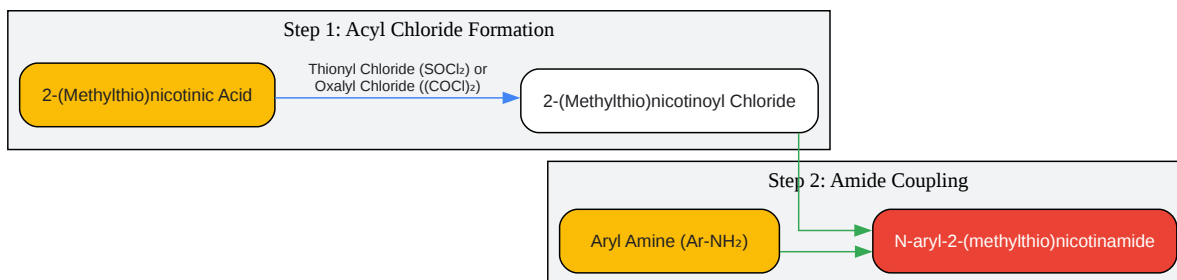 Step 1: Acyl Chloride Formation
2-(Methylthio)nicotinic Acid
Thionyl Chloride (SOCl₂) or
Oxalyl Chloride ((COCl)₂)
2-(Methylthio)nicotinoyl Chloride
Step 2: Amide Coupling
Aryl Amine (Ar-NH₂)
N-aryl-2-(methylthio)nicotinamide